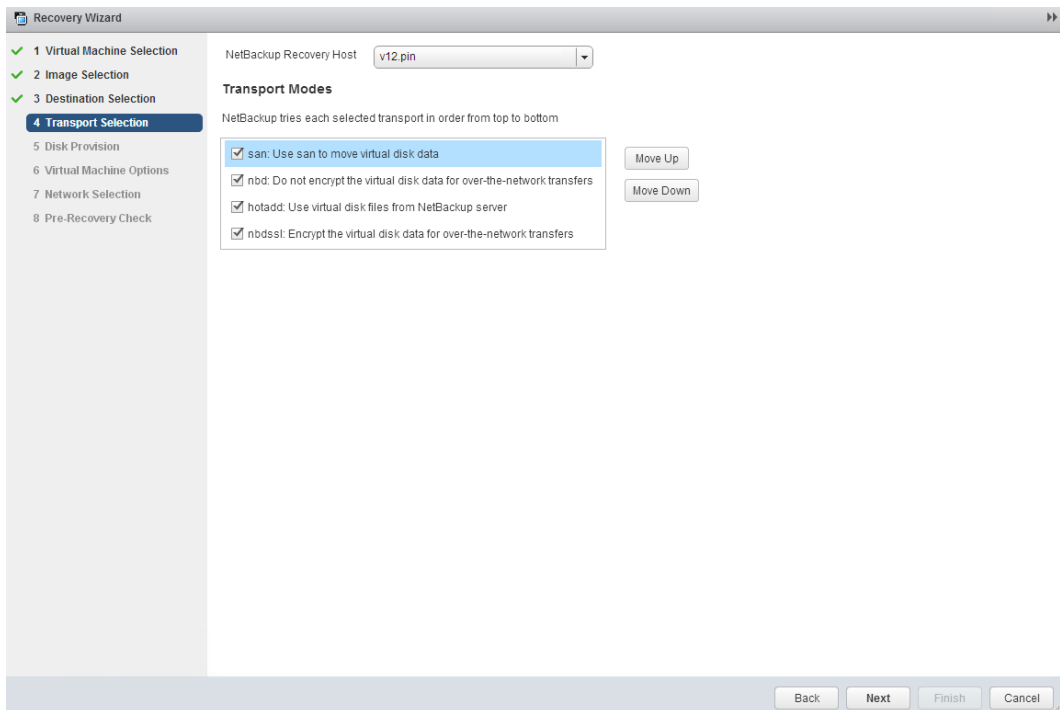 Recovery Wizard
1 Virtual Machine Selection
2 Image Selection
3 Destination Selection
4 Transport Selection
5 Disk Provision
6 Virtual Machine Options
7 Network Selection
8 Pre-Recovery Check
NetBackup Recovery Host v12.pin
Transport Modes
NetBackup tries each selected transport in order from top to bottom
san: Use san to move virtual disk data
nbd: Do not encrypt the virtual disk data for over-the-network transfers
hotadd: Use virtual disk files from NetBackup server
nbdssl: Encrypt the virtual disk data for over-the-network transfers
Move Up
Move Down
Back Next Finish Cancel